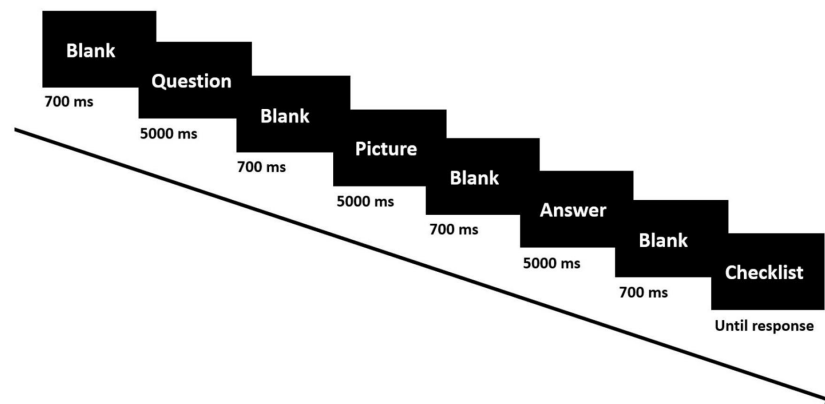 Blank
700 ms
Question
5000 ms
Blank
700 ms
Picture
5000 ms
Blank
700 ms
Answer
5000 ms
Blank
700 ms
Checklist
Until response